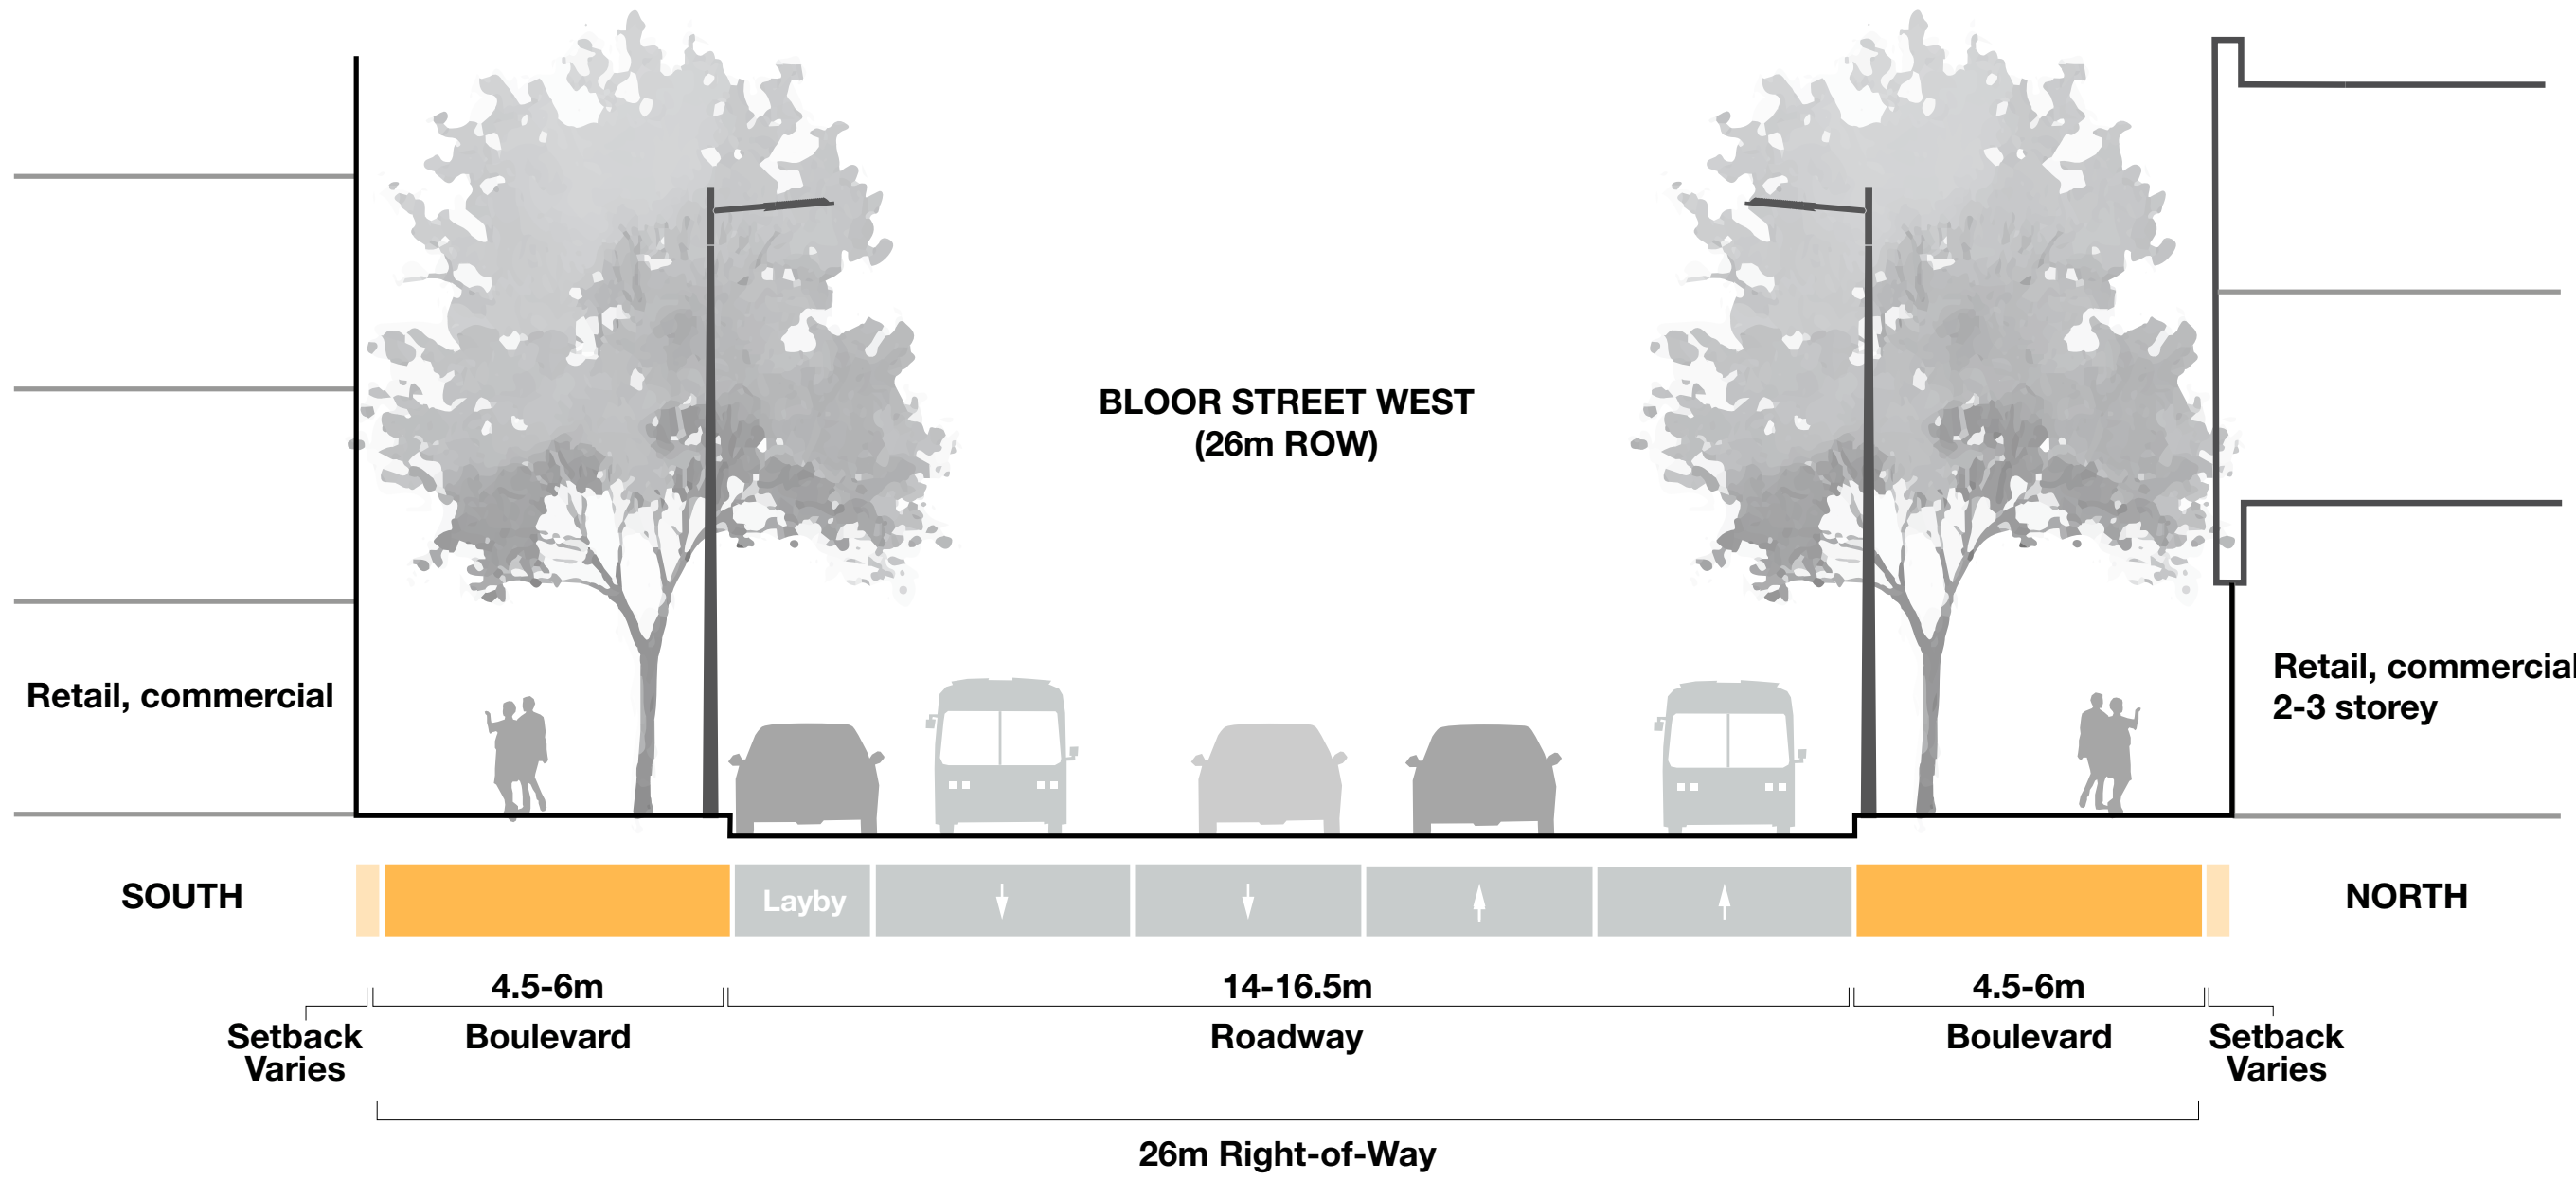 BLOOR STREET WEST
(26m ROW)
Retail, commercial
Retail, commercial
2-3 storey
SOUTH
Layby
NORTH
4.5-6m
14-16.5m
4.5-6m
Setback
Varies
Boulevard
Roadway
Boulevard
Setback
Varies
26m Right-of-Way